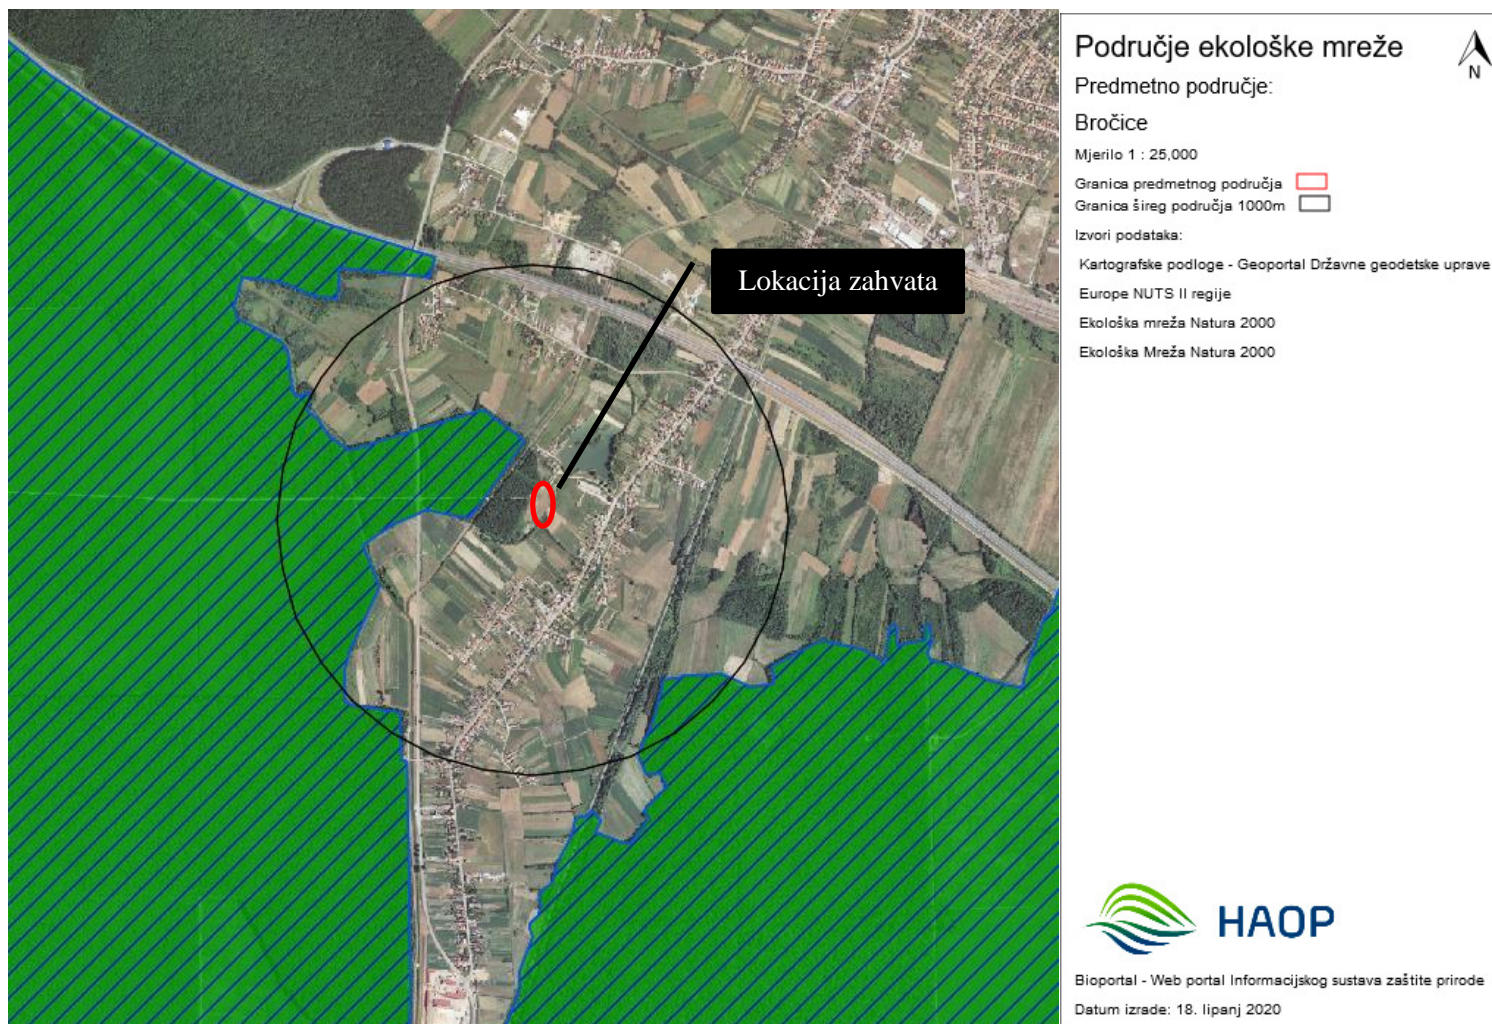 Lokacija zahvata
Područje ekološke mreže
N
Predmetno područje:
Bročice
Mjerilo 1 : 25,000
Granica predmetnog područja
Granica šireg područja 1000m
Izvori podataka:
Kartografske podloge - Geoportal Državne geodetske uprave
Europe NUTS II regije
Ekološka mreža Natura 2000
Ekološka Mreža Natura 2000
HAOP
Bioportal - Web portal Informacijskog sustava zaštite prirode
Datum izrade: 18. lipanj 2020